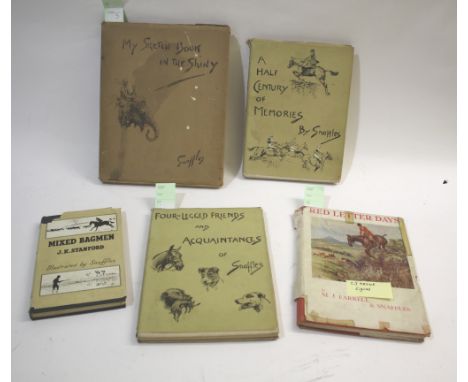 My Sketch Book
in the Shiny
Snaffles
A
Half
Century
of
Memories
By Snaffles
MIXED BAGMEN
J. K. STANFORD
Illustrated by Snaffles
Four-Legged Friends
and
Acquaintances
of
Snaffles
RED LETTER DAYS
BY
M. J. FARRELL
& SNAFFLES